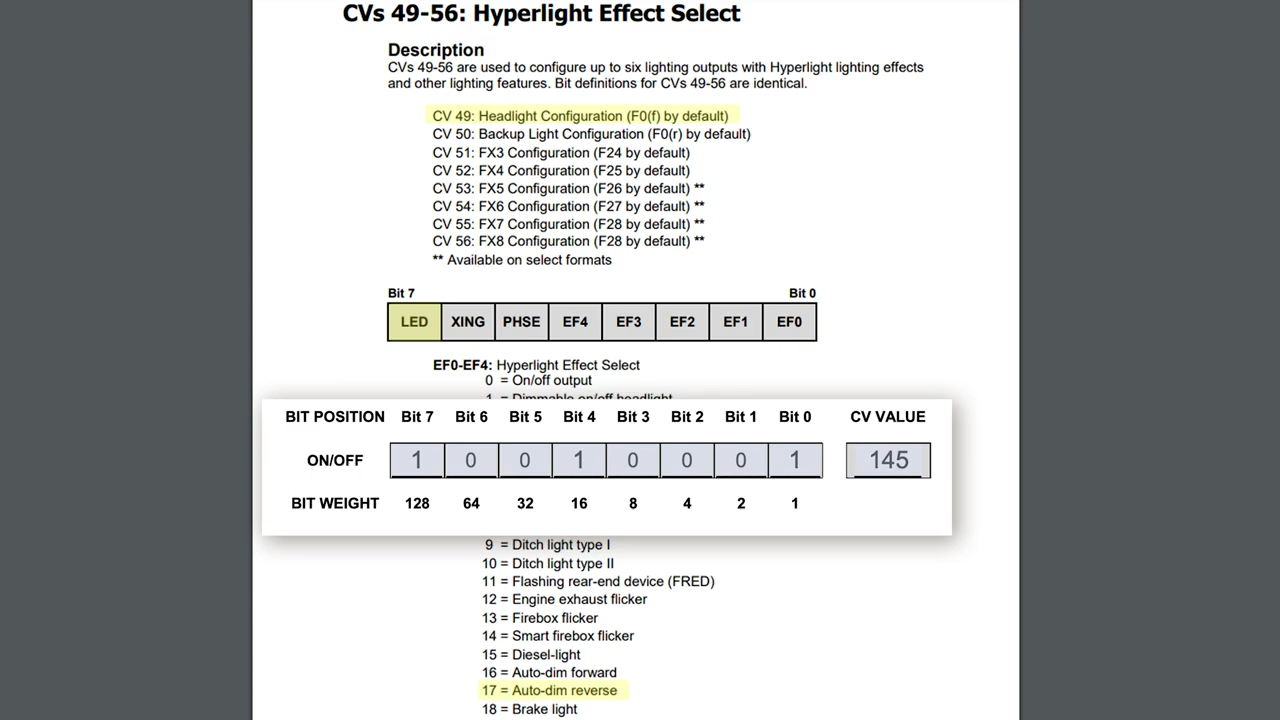 CVs 49-56: Hyperlight Effect Select
Description
CVs 49-56 are used to configure up to six lighting outputs with Hyperlight lighting effects
and other lighting features. Bit definitions for CVs 49-56 are identical.
CV 49: Headlight Configuration (F0(f) by default)
CV 50: Backup Light Configuration (F0(r) by default)
CV 51: FX3 Configuration (F24 by default)
CV 52: FX4 Configuration (F25 by default)
CV 53: FX5 Configuration (F26 by default) **
CV 54: FX6 Configuration (F27 by default) **
CV 55: FX7 Configuration (F28 by default) **
CV 56: FX8 Configuration (F28 by default) **
** Available on select formats
Bit 7 Bit 0
LED XING PHSE EF4 EF3 EF2 EF1 EF0
EF0-EF4: Hyperlight Effect Select
0 = On/off output
1 = Dimmable on/off headlight
BIT POSITION Bit 7 Bit 6 Bit 5 Bit 4 Bit 3 Bit 2 Bit 1 Bit 0 CV VALUE
ON/OFF 1 0 0 1 0 0 0 1 145
BIT WEIGHT 128 64 32 16 8 4 2 1
9 = Ditch light type I
10 = Ditch light type II
11 = Flashing rear-end device (FRED)
12 = Engine exhaust flicker
13 = Firebox flicker
14 = Smart firebox flicker
15 = Diesel-light
16 = Auto-dim forward
17 = Auto-dim reverse
18 = Brake light